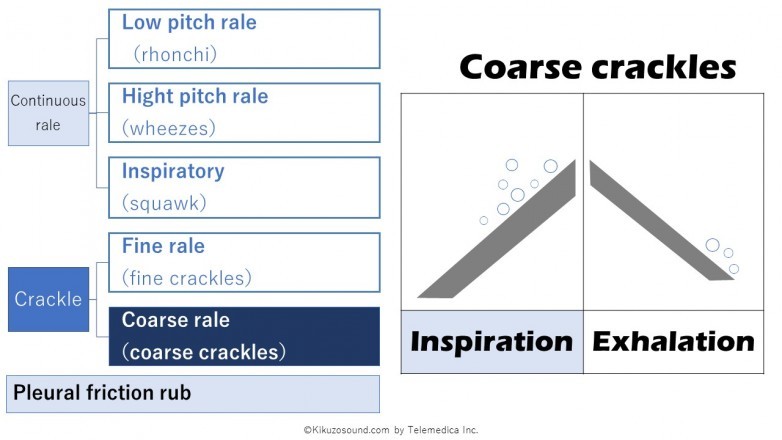 Low pitch rale
(rhonchi)
Continuous
rale
Hight pitch rale
(wheezes)
Inspiratory
(squawk)
Fine rale
(fine crackles)
Crackle
Coarse rale
(coarse crackles)
Pleural friction rub
Coarse crackles
Inspiration
Exhalation
©Kikuzosound.com by Telemedica Inc.